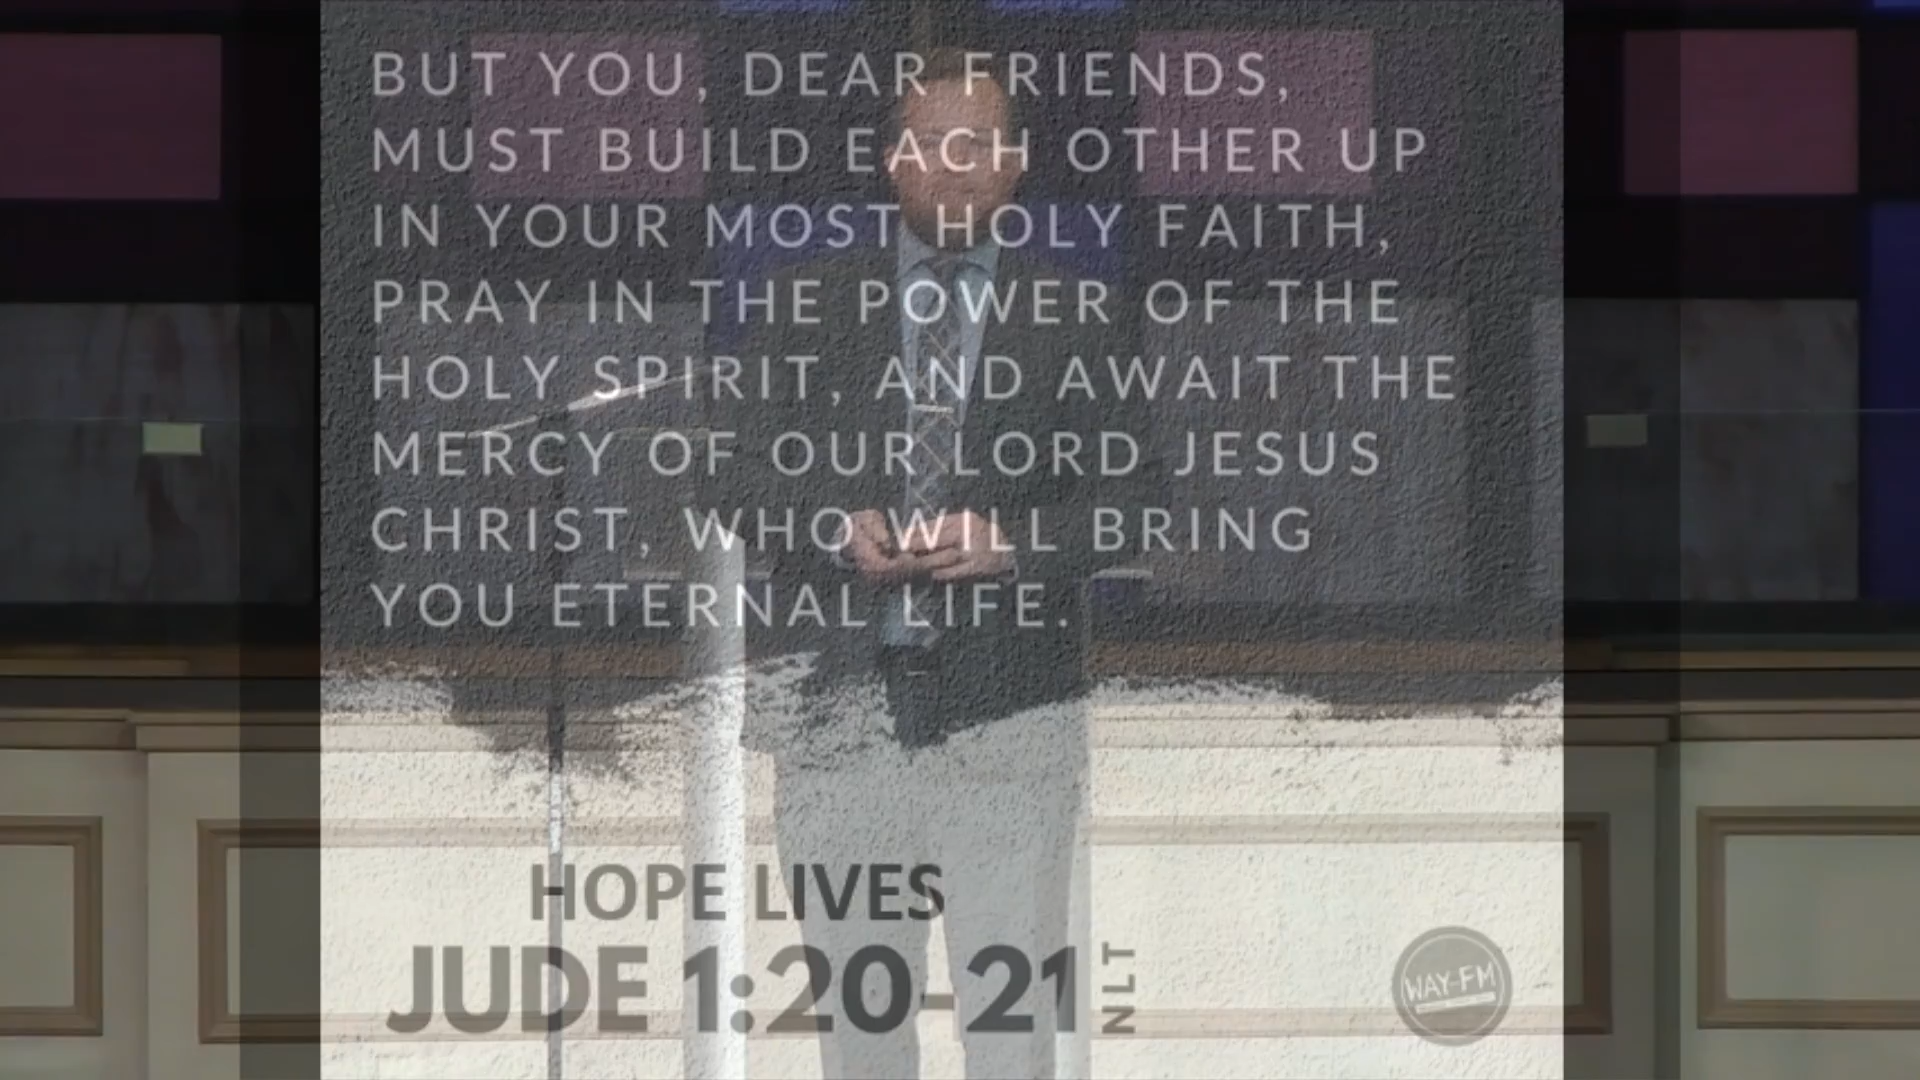 BUT YOU, DEAR FRIENDS,
MUST BUILD EACH OTHER UP
IN YOUR MOST HOLY FAITH,
PRAY IN THE POWER OF THE
HOLY SPIRIT, AND AWAIT THE
MERCY OF OUR LORD JESUS
CHRIST, WHO WILL BRING
YOU ETERNAL LIFE.
HOPE LIVES
JUDE 1:20-21 NLT
WAY-FM